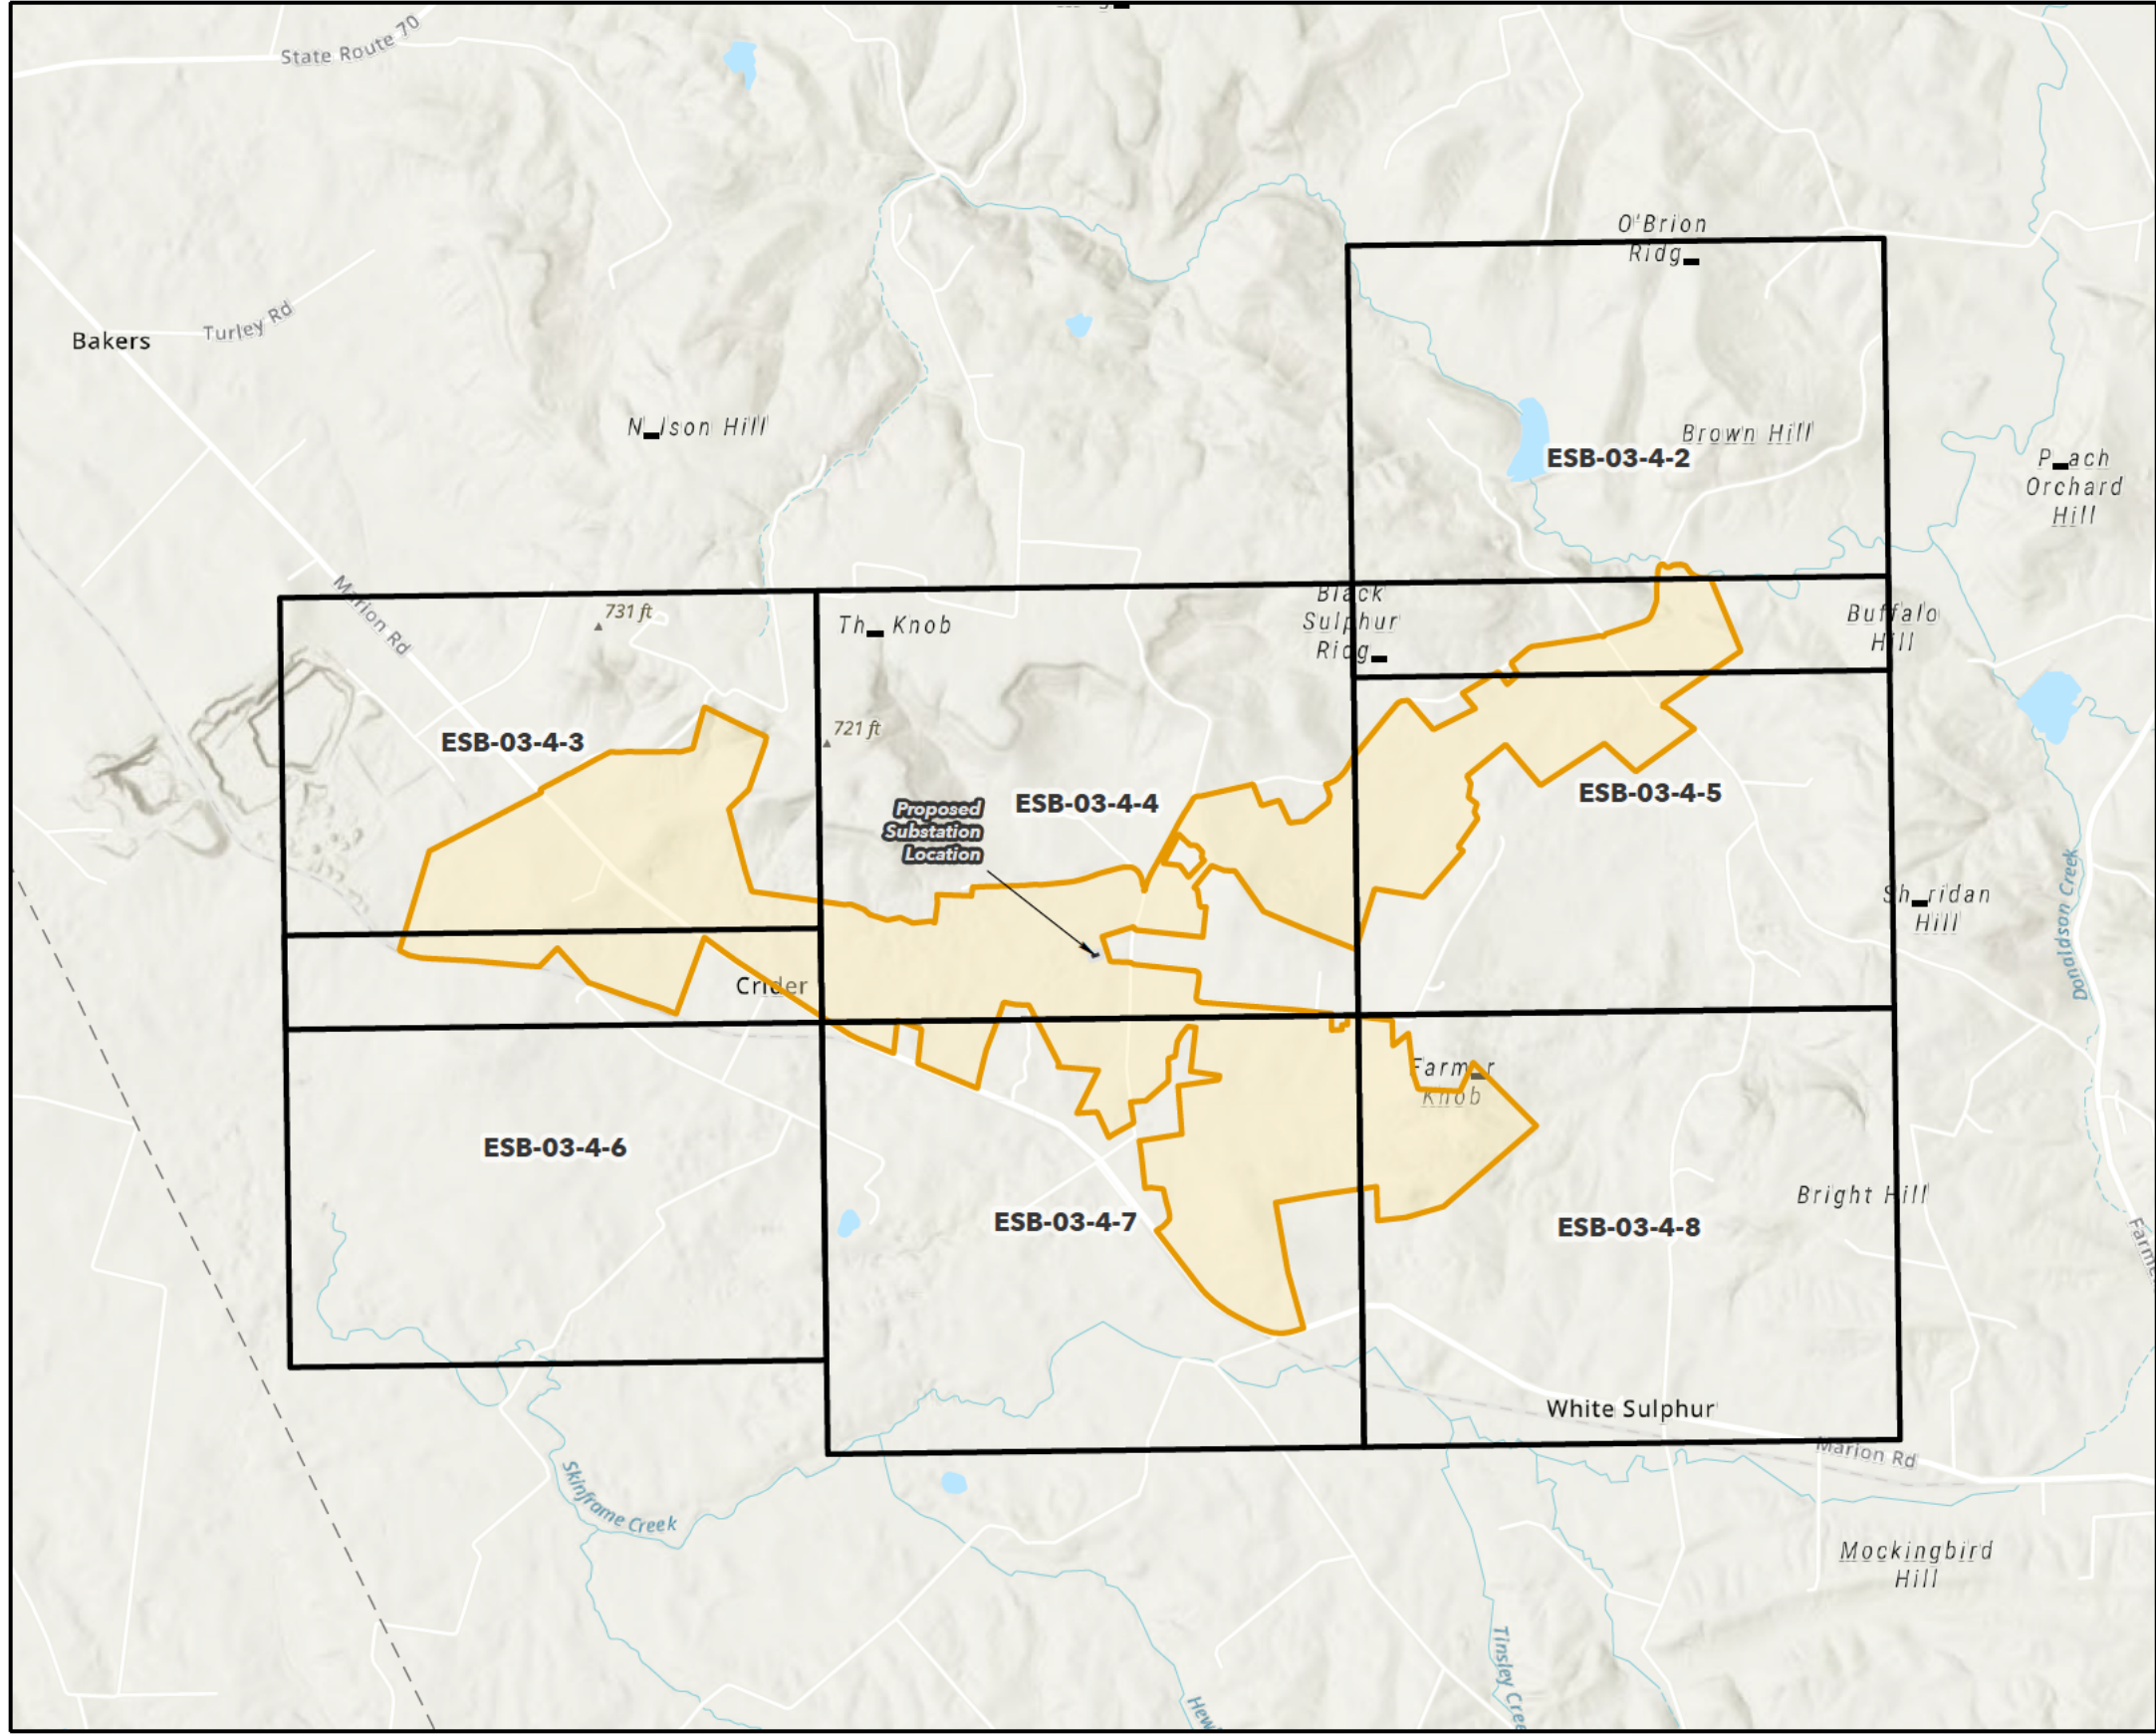 State Route 70
O'Brion
Ridg
Bakers
Turley Rd
N lson Hill
Brown Hill
ESB-03-4-2
P ach
Orchard
Hill
Marion Rd
731 ft
Th Knob
Black
Sulphur
Ridg
Buffalo
Hill
721 ft
ESB-03-4-3
ESB-03-4-4
ESB-03-4-5
Proposed
Substation
Location
Sh ridan
Hill
Donaldson Creek
Crider
Farm r
Knob
ESB-03-4-6
ESB-03-4-7
ESB-03-4-8
Bright Hill
White Sulphur
Marion Rd
Skinframe Creek
Mockingbird
Hill
Tinsley Cree